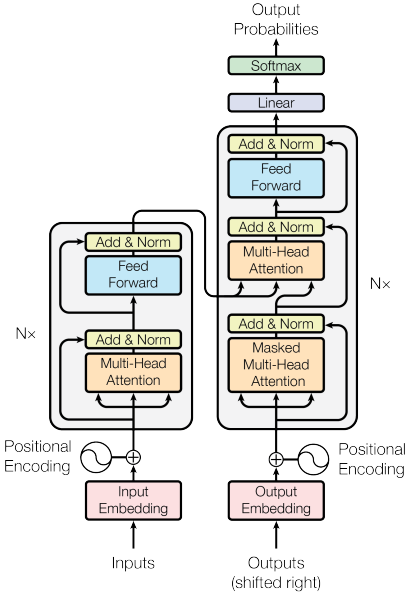 Output
Probabilities
Softmax
Linear
Add & Norm
Feed
Forward
Add & Norm
Multi-Head
Attention
Add & Norm
Masked
Multi-Head
Attention
N×
Add & Norm
Feed
Forward
N×
Add & Norm
Multi-Head
Attention
Positional
Encoding
Positional
Encoding
Input
Embedding
Output
Embedding
Inputs
Outputs
(shifted right)